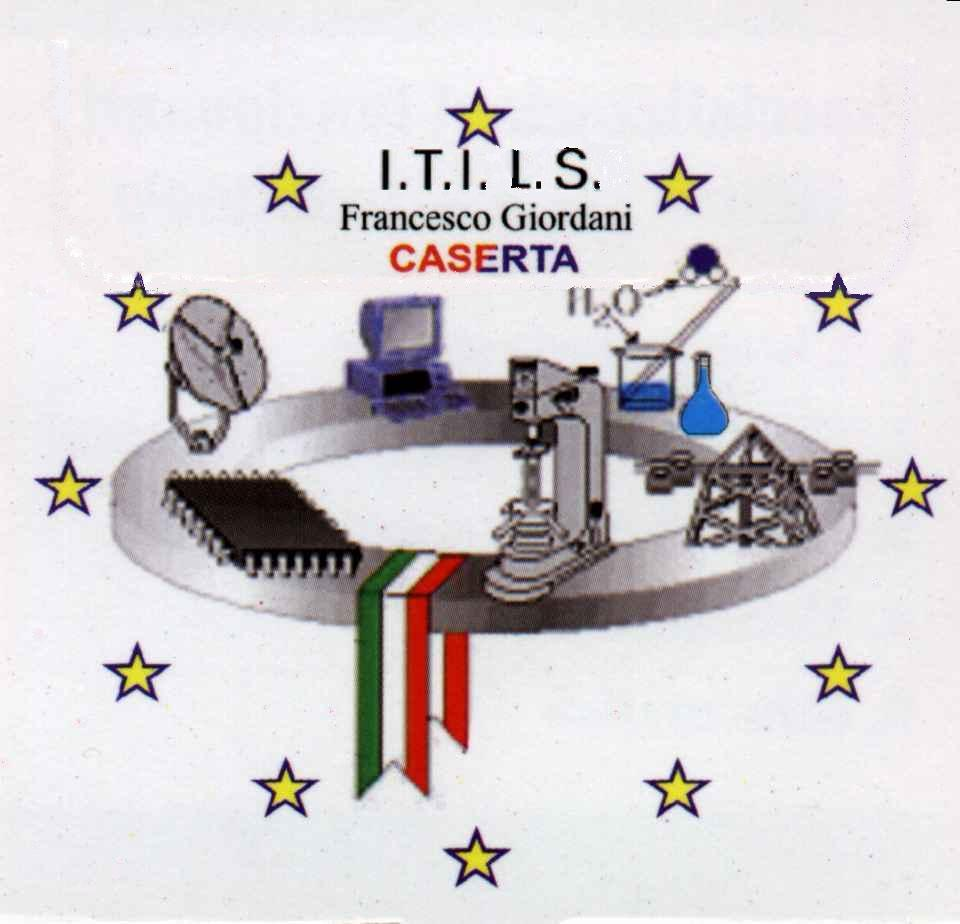 I.T.I. L. S.
Francesco Giordani
CASERTA
H₂O